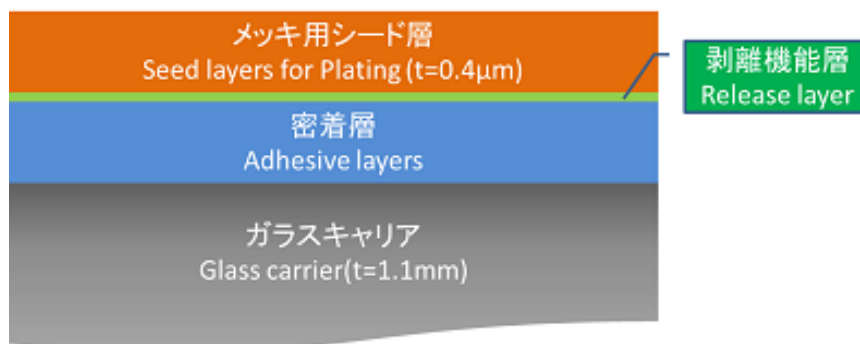 メッキ用シード層
Seed layers for Plating (t=0.4μm)
剥離機能層
Release layer
密着層
Adhesive layers
ガラスキャリア
Glass carrier(t=1.1mm)